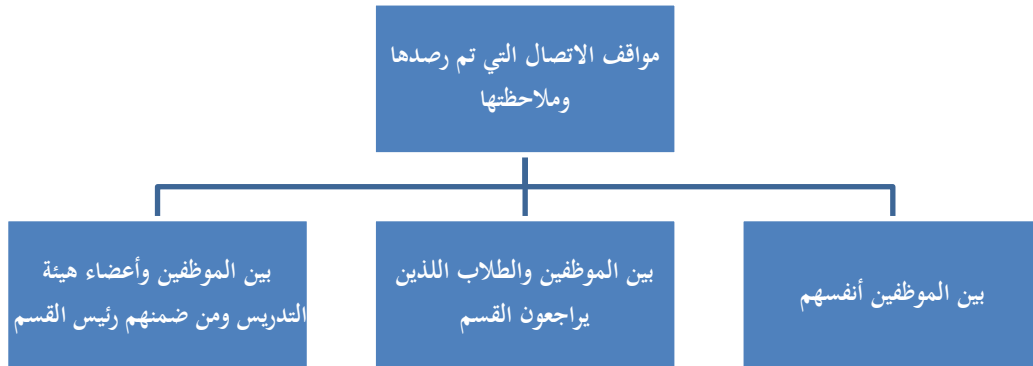 مواقف الاتصال التي تم رصدها
وملاحظتها
بين الموظفين أنفسهم
بين الموظفين والطلاب اللذين
يراجعون القسم
بين الموظفين وأعضاء هيئة
التدريس ومن ضمنهم رئيس القسم